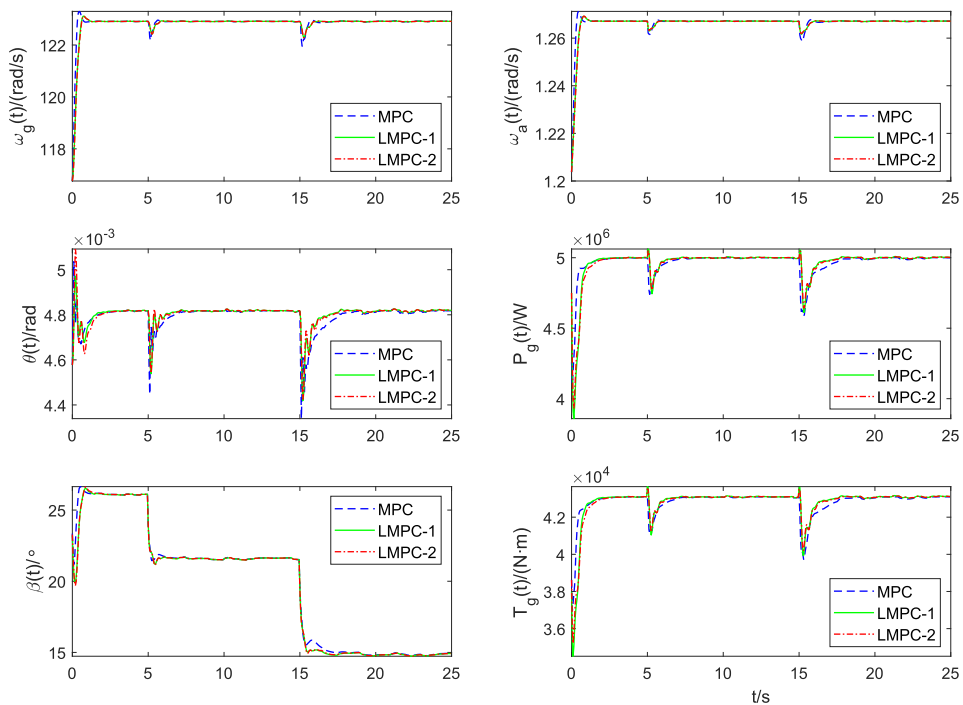 ω_g(t)/(rad/s)
122
120
118
0 5 10 15 20 25
MPC
LMPC-1
LMPC-2
ω_a(t)/(rad/s)
1.26
1.24
1.22
1.2
0 5 10 15 20 25
MPC
LMPC-1
LMPC-2
×10⁻³
θ(t)/rad
5
4.8
4.6
4.4
0 5 10 15 20 25
MPC
LMPC-1
LMPC-2
×10⁶
P_g(t)/W
5
4.5
4
0 5 10 15 20 25
MPC
LMPC-1
LMPC-2
β(t)/°
25
20
15
0 5 10 15 20 25
MPC
LMPC-1
LMPC-2
×10⁴
T_g(t)/(N·m)
4.2
4
3.8
3.6
0 5 10 15 20 25
MPC
LMPC-1
LMPC-2
t/s